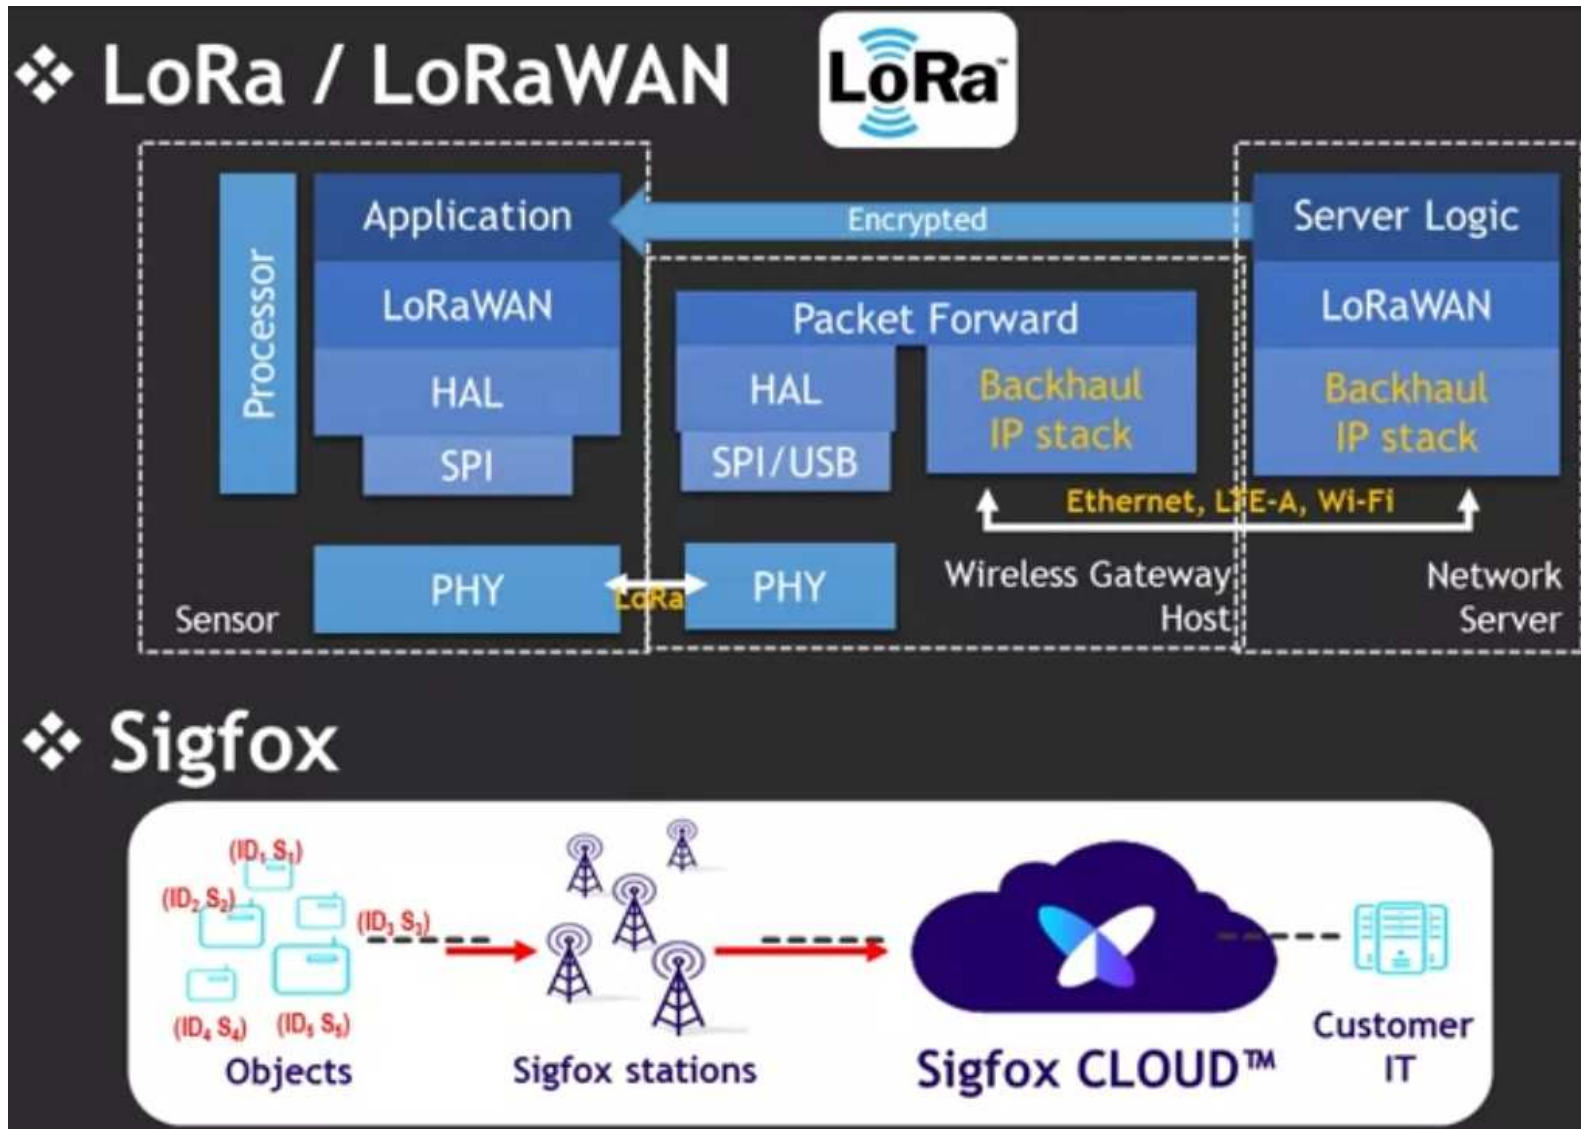 ❖ LoRa / LoRaWAN
LoRa™
Processor
Application
LoRaWAN
HAL
SPI
PHY
Sensor
Encrypted
Packet Forward
HAL
SPI/USB
PHY
LoRa
Backhaul
IP stack
Ethernet, LTE-A, Wi-Fi
Wireless Gateway
Host
Server Logic
LoRaWAN
Backhaul
IP stack
Network
Server
❖ Sigfox
(ID₁ S₁)
(ID₂ S₂)
(ID₃ S₃)
(ID₄ S₄)
(ID₅ S₅)
Objects
Sigfox stations
Sigfox CLOUD™
Customer
IT